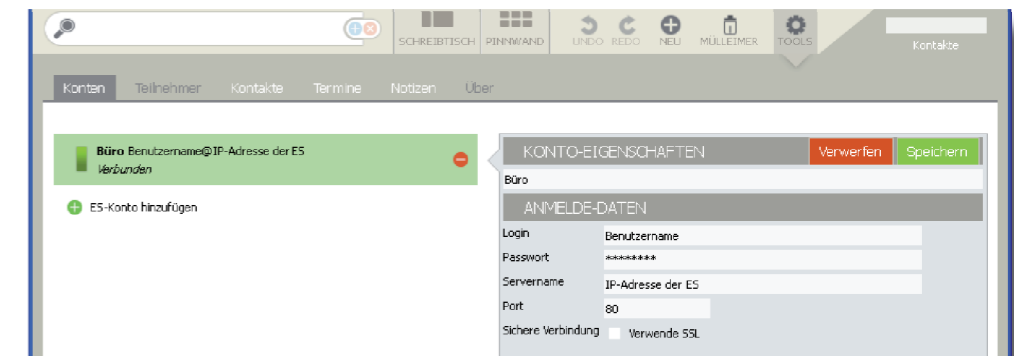 SCHREIBTISCH PINNWAND UNDO REDO NEU MÜLLEIMER TOOLS
Kontakte
Konten Teilnehmer Kontakte Termine Notizen Über
Büro Benutzername@IP-Adresse der ES
Verbunden
ES-Konto hinzufügen
KONTO-EIGENSCHAFTEN Verwerfen Speichern
Büro
ANMELDE-DATEN
Login Benutzername
Passwort ********
Servername IP-Adresse der ES
Port 80
Sichere Verbindung Verwende SSL